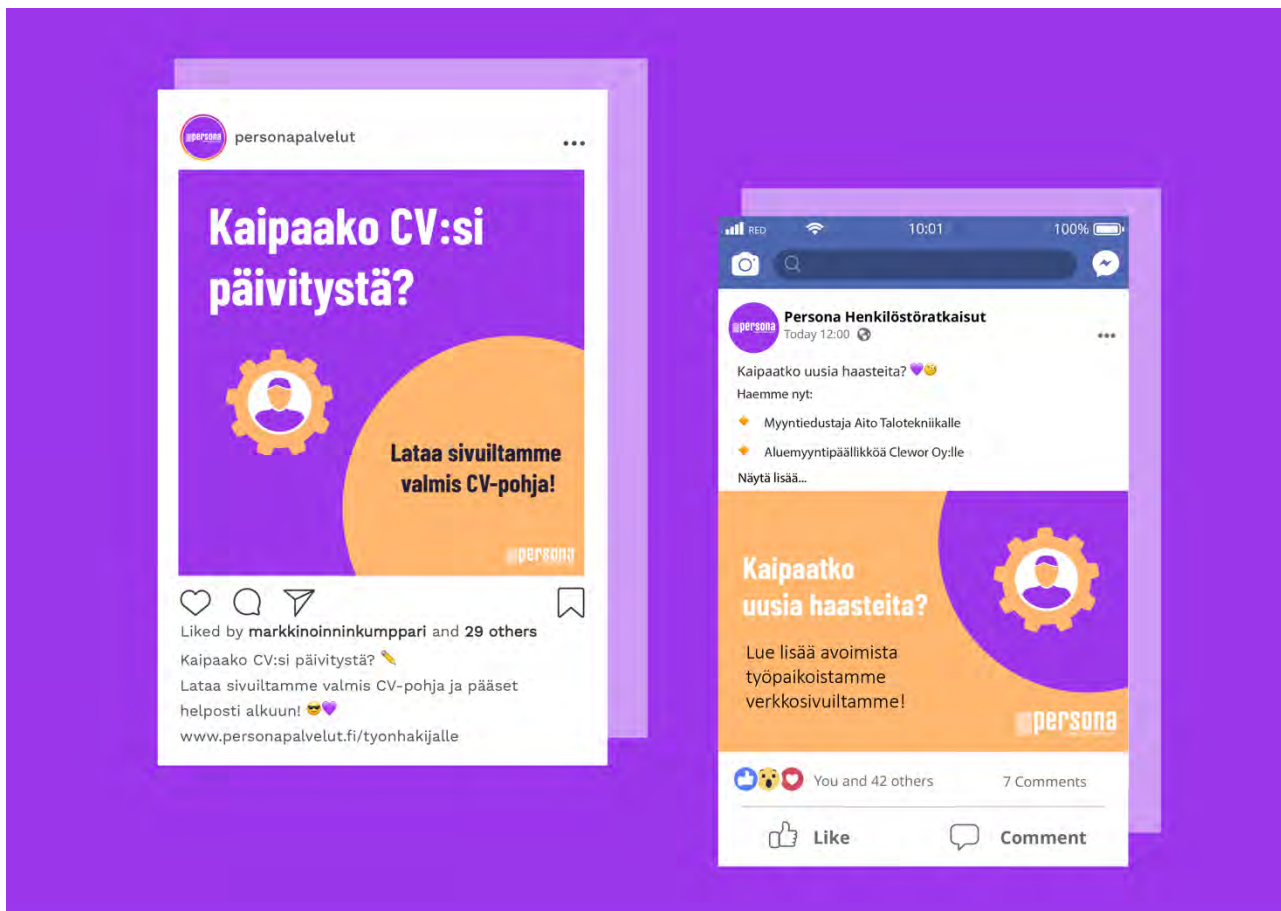 persona
personapalvelut
Kaipaako CV:si
päivitystä?
Lataa sivuiltamme
valmis CV-pohja!
persona
Liked by markkinoinninkumppari and 29 others
Kaipaako CV:si päivitystä? ✏️
Lataa sivuiltamme valmis CV-pohja ja pääset
helposti alkuun! 😎💜
www.personapalvelut.fi/tyonhakijalle
RED 10:01 100%
persona
Persona Henkilöstöratkaisut
Today 12:00
Kaipaatko uusia haasteita? 💜🧐
Haemme nyt:
🔸 Myyntiedustaja Aito Talotekniikalle
🔸 Aluemyyntipäällikköä Clewor Oy:lle
Näytä lisää...
Kaipaatko
uusia haasteita?
Lue lisää avoimista
työpaikoistamme
verkkosivuiltamme!
persona
You and 42 others 7 Comments
Like Comment